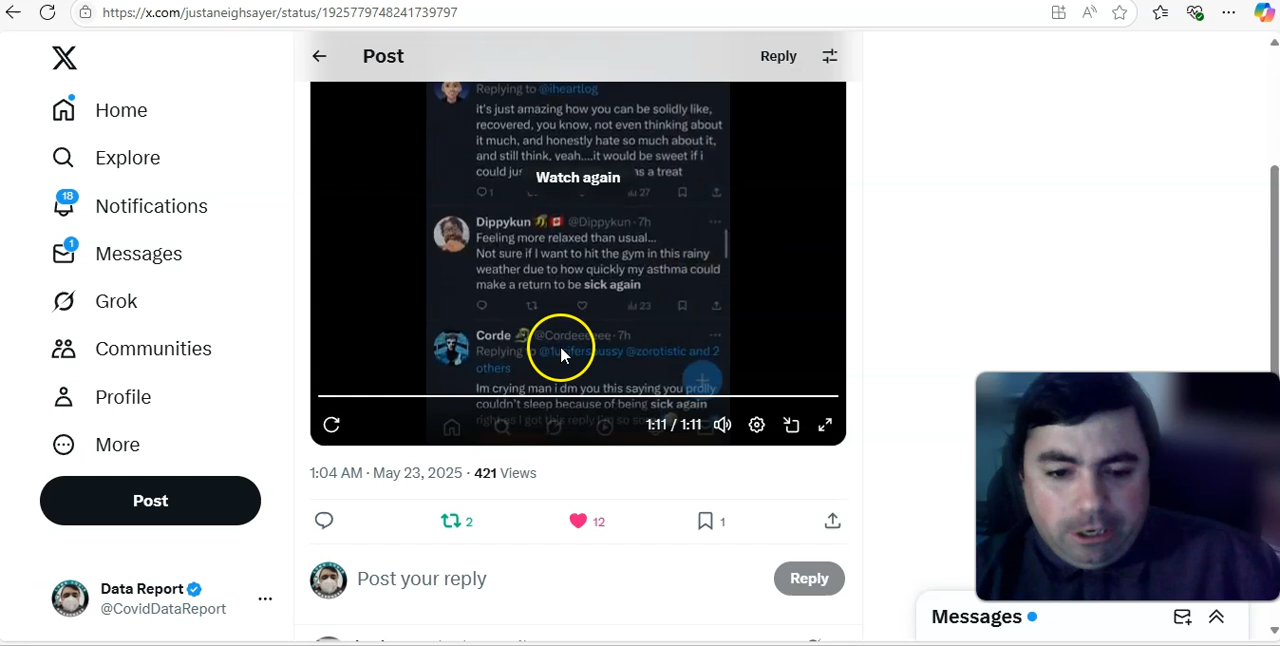 https://x.com/justaneighsayer/status/1925779748241739797
Post
Reply
Home
Explore
18
Notifications
1
Messages
Grok
Communities
Profile
More
Post
Data Report
@CovidDataReport
Replying to @iheartlog
it's just amazing how you can be solidly like,
recovered, you know, not even thinking about
it much, and honestly hate so much about it,
and still think, yeah....it would be sweet if i
could
as a treat
Watch again
1
27
Dippykun @Dippykun · 7h
Feeling more relaxed than usual...
Not sure if I want to hit the gym in this rainy
weather due to how quickly my asthma could
make a return to be sick again
23
Corde
· 7h
Replying
@zorotistic and 2
others
Im crying man i dm you this saying you prolly
couldn't sleep because of being sick again
1:11 / 1:11
1:04 AM · May 23, 2025 · 421 Views
2
12
1
Post your reply
Reply
Messages